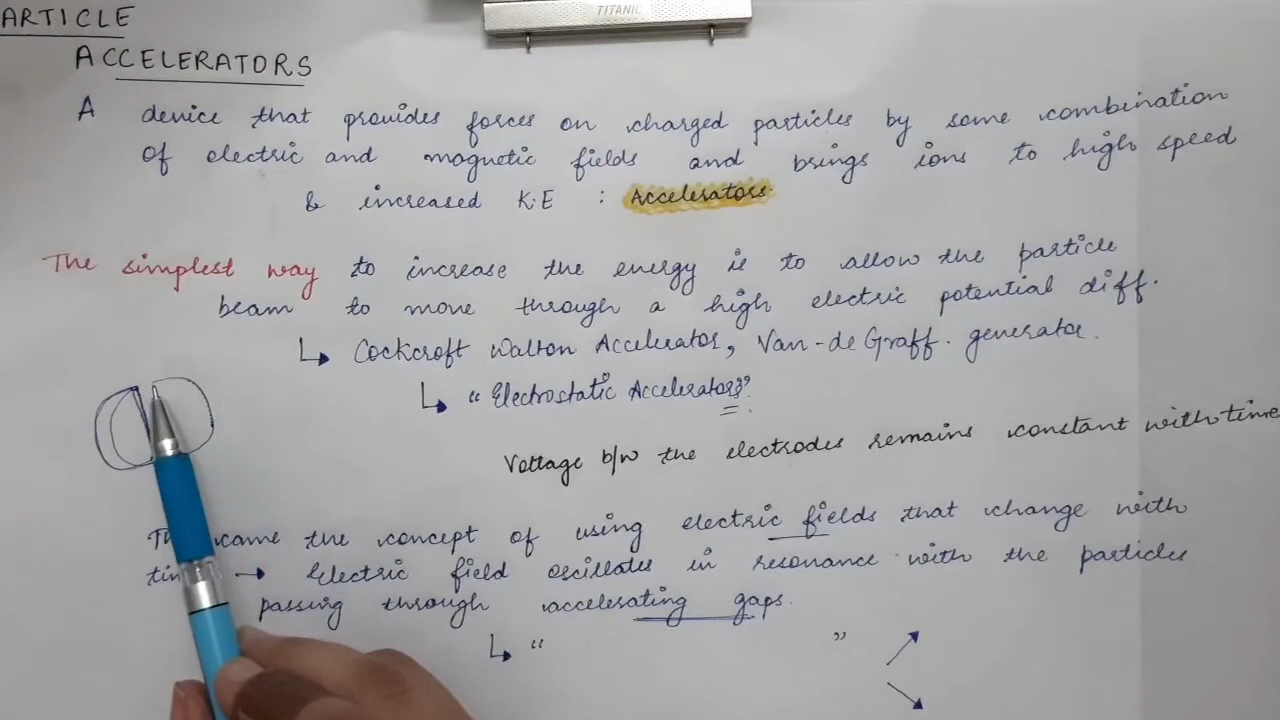 TITANIC
ARTICLE
ACCELERATORS
A device that provides forces on charged particles by some combination
of electric and magnetic fields and brings ions to high speed
& increased K.E : Accelerators
The simplest way to increase the energy is to allow the particle
beam to move through a high electric potential diff.
↳ Cockcroft Walton Accelerator, Van-de Graff. generator.
↳ "Electrostatic Accelerators".
Voltage b/w the electrodes remains constant with time
came the concept of using electric fields that change with
→ Electric field oscillates in resonance with the particles
passing through accelerating gaps.
↳ " "